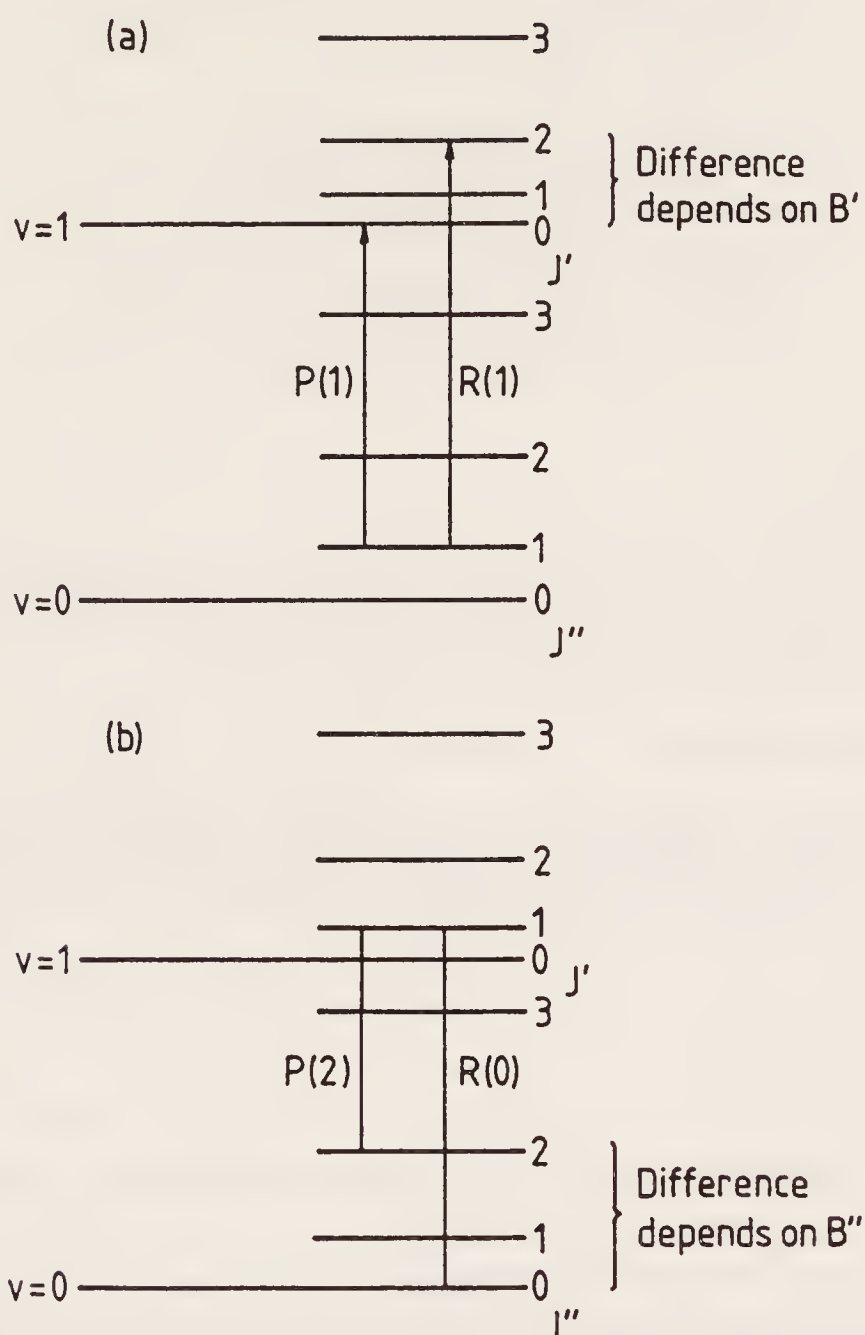 (a)
3
2
1
0
J'
Difference
depends on B'
v=1
3
P(1)
R(1)
2
1
v=0
0
J"
(b)
3
2
1
v=1
0
J'
3
P(2)
R(0)
2
Difference
depends on B"
1
v=0
0
J"